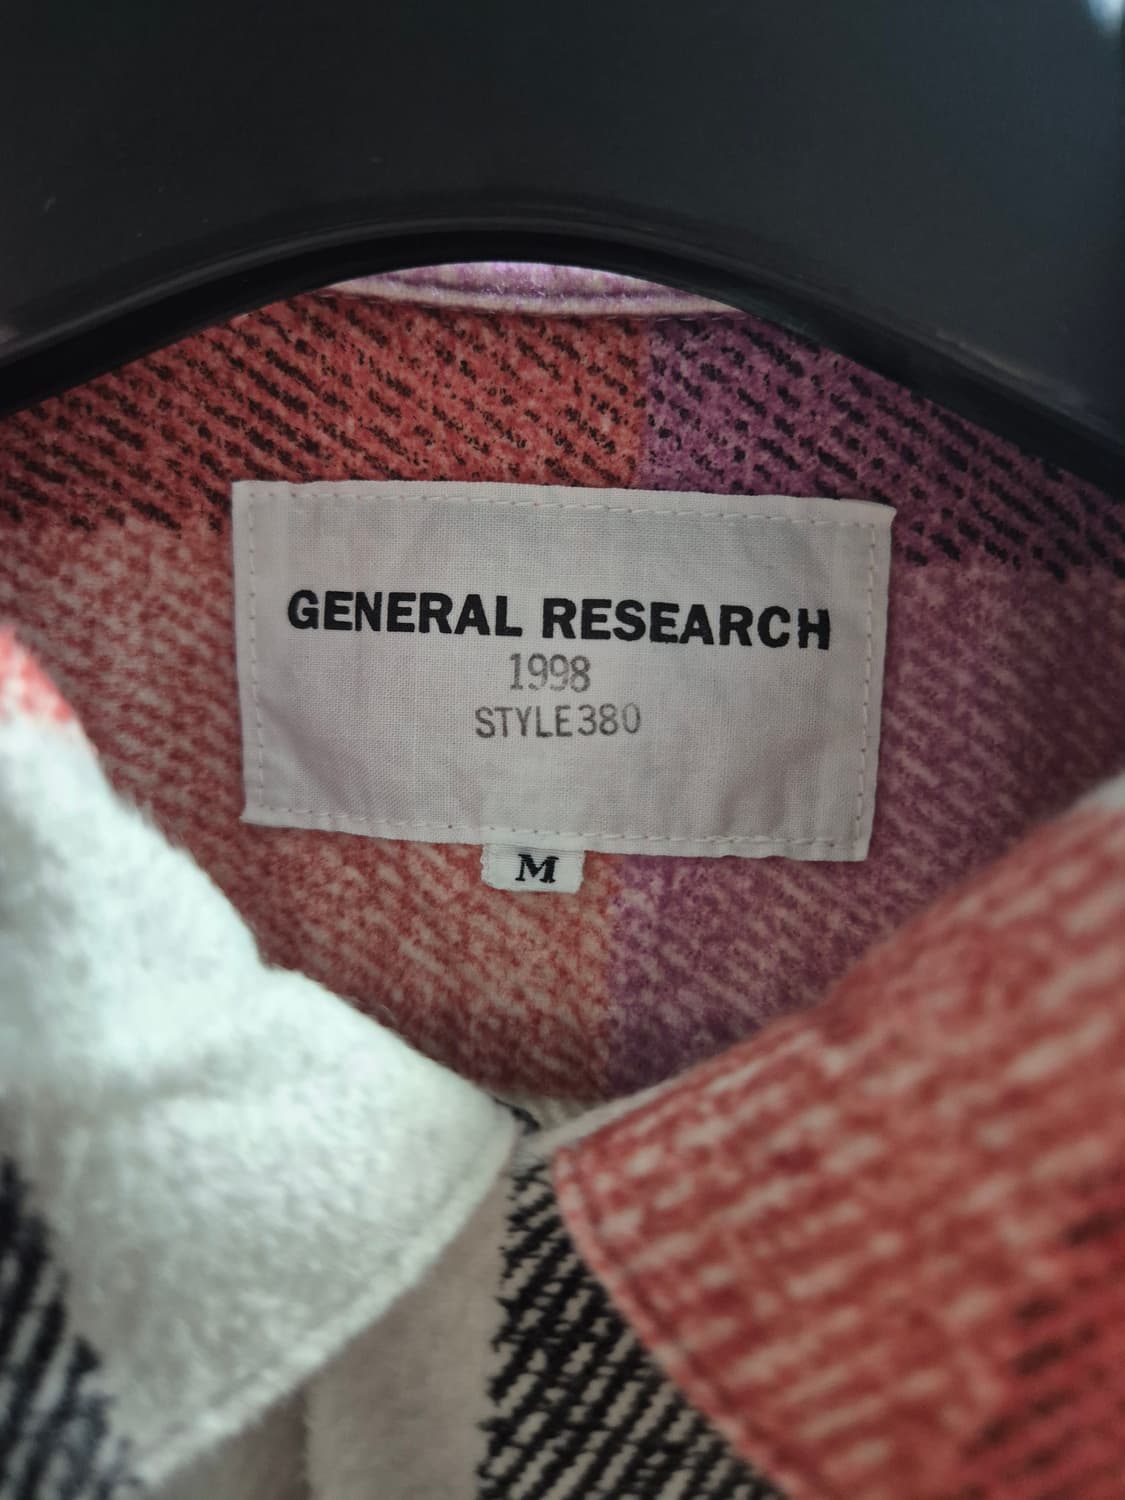 GENERAL RESEARCH
1998
STYLE380
M